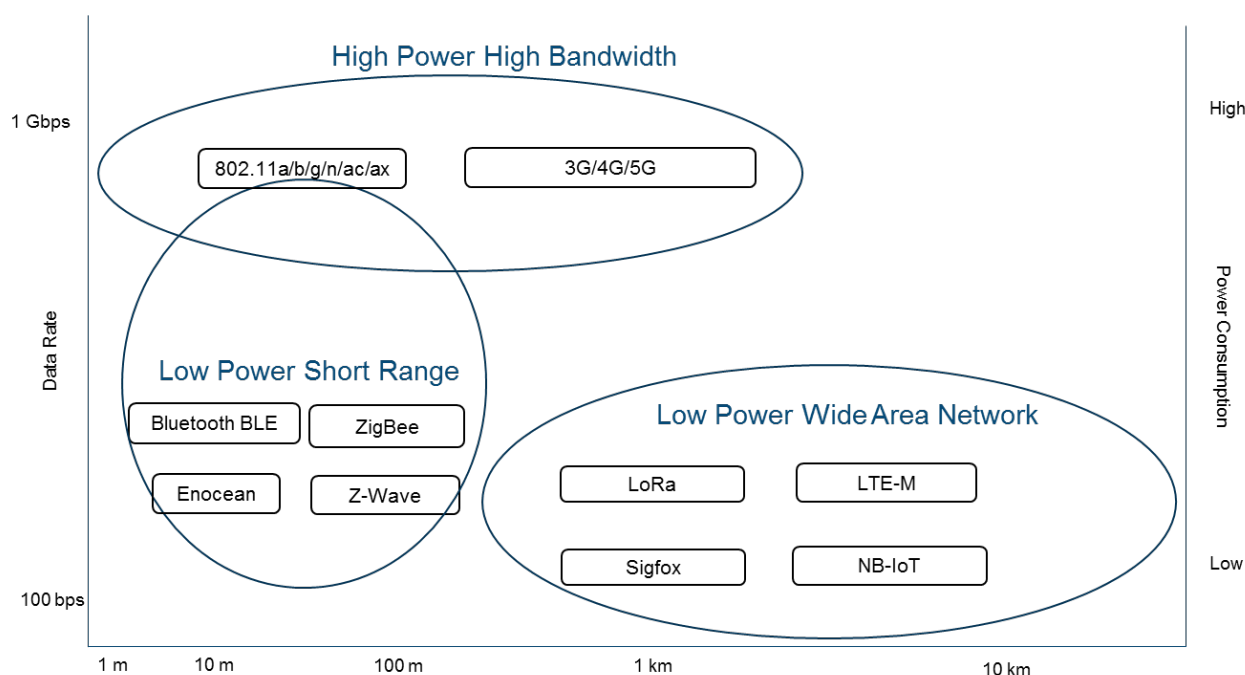 High Power High Bandwidth
1 Gbps
High
802.11a/b/g/n/ac/ax
3G/4G/5G
Data Rate
Power Consumption
Low Power Short Range
Bluetooth BLE
ZigBee
Enocean
Z-Wave
Low Power Wide Area Network
LoRa
LTE-M
Sigfox
NB-IoT
Low
100 bps
1 m
10 m
100 m
1 km
10 km